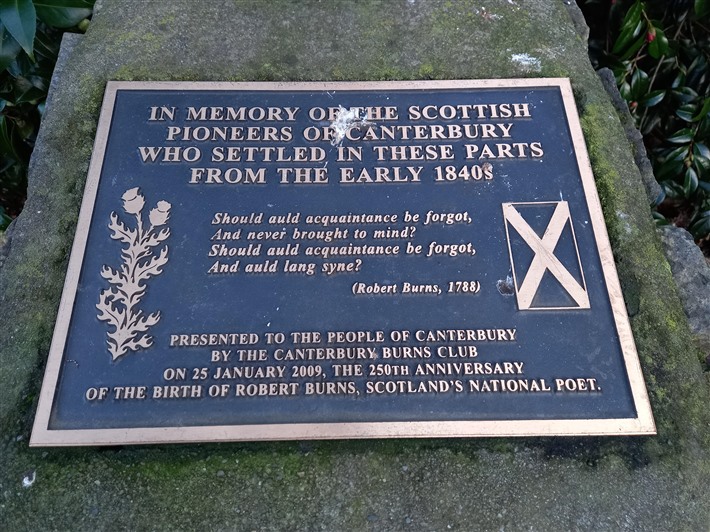 IN MEMORY OF THE SCOTTISH
PIONEERS OF CANTERBURY
WHO SETTLED IN THESE PARTS
FROM THE EARLY 1840s
Should auld acquaintance be forgot,
And never brought to mind?
Should auld acquaintance be forgot,
And auld lang syne?
(Robert Burns, 1788)
PRESENTED TO THE PEOPLE OF CANTERBURY
BY THE CANTERBURY BURNS CLUB
ON 25 JANUARY 2009, THE 250TH ANNIVERSARY
OF THE BIRTH OF ROBERT BURNS, SCOTLAND'S NATIONAL POET.